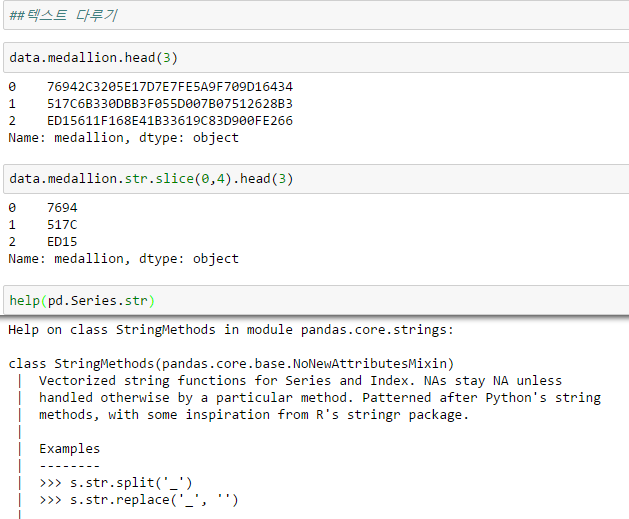 ##텍스트 다루기
data.medallion.head(3)
0    76942C3205E17D7E7FE5A9F709D16434
1    517C6B330DBB3F055D007B07512628B3
2    ED15611F168E41B33619C83D900FE266
Name: medallion, dtype: object
data.medallion.str.slice(0,4).head(3)
0    7694
1    517C
2    ED15
Name: medallion, dtype: object
help(pd.Series.str)
Help on class StringMethods in module pandas.core.strings:
class StringMethods(pandas.core.base.NoNewAttributesMixin)
 |  Vectorized string functions for Series and Index. NAs stay NA unless
 |  handled otherwise by a particular method. Patterned after Python's string
 |  methods, with some inspiration from R's stringr package.
 |
 |  Examples
 |  --------
 |  >>> s.str.split('_')
 |  >>> s.str.replace('_', '')
 |